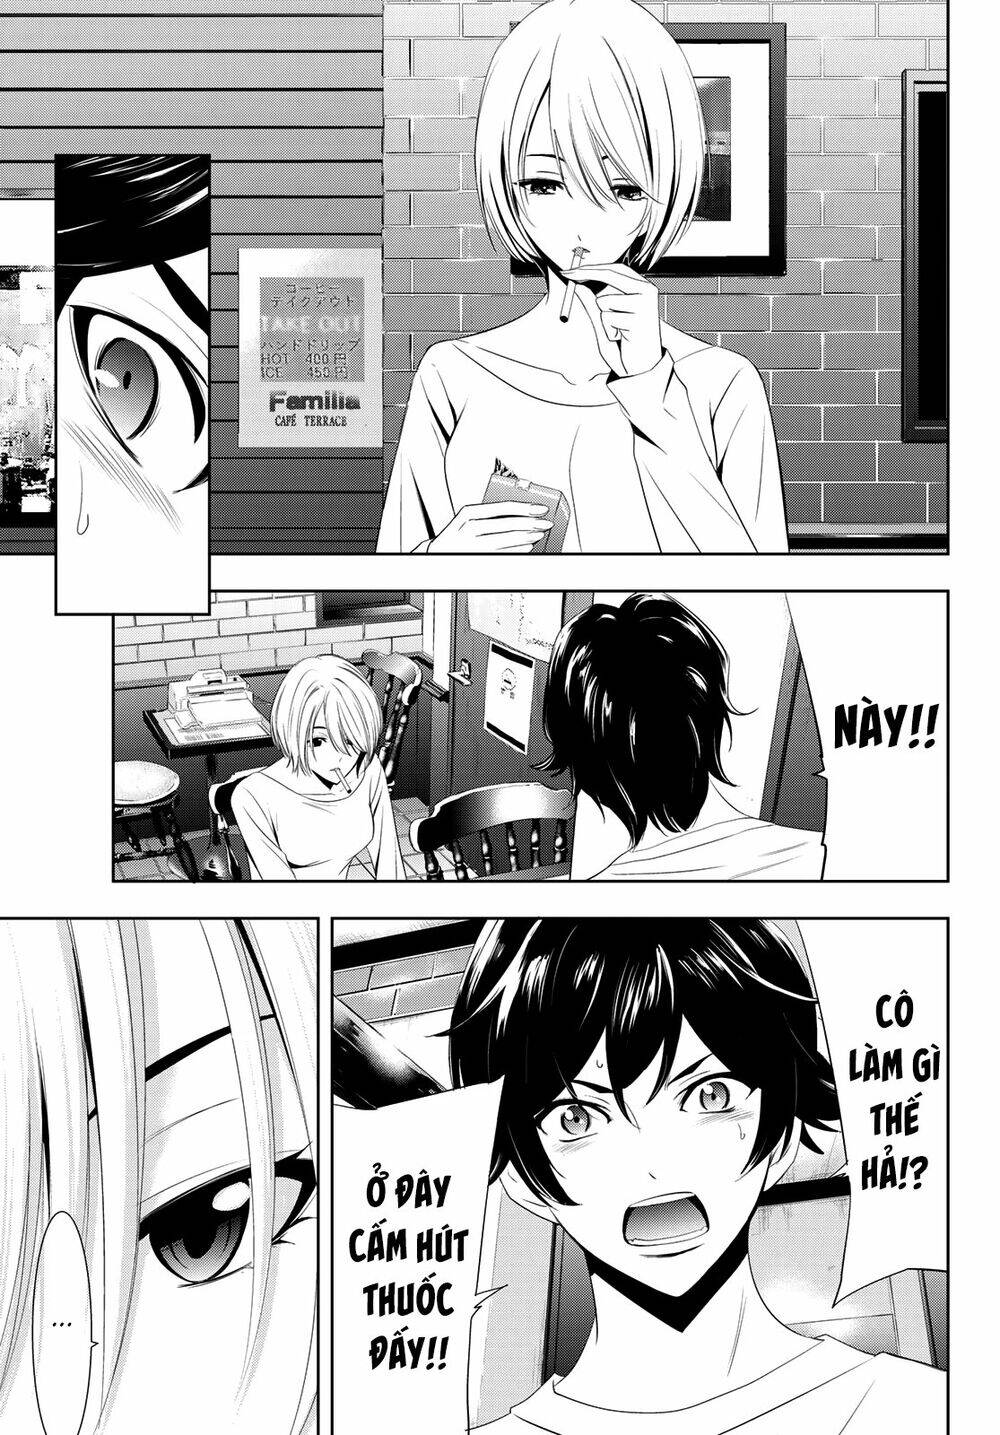 コーヒー
テイクアウト
TAKE OUT
ハンドドリップ
HOT 400円
ICE 450円
Familia
CAFÉ TERRACE
NÀY!!
CÔ
LÀM GÌ
THẾ
HẢ!?
Ở ĐÂY
CẤM HÚT
THUỐC
ĐẤY!!
...